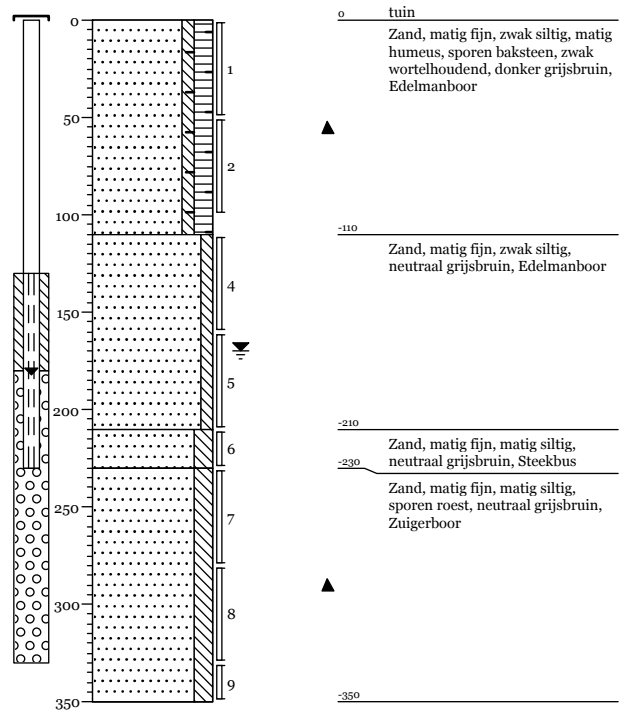 0
50
100
150
200
250
300
350
1
2
4
5
6
7
8
9
0 tuin
Zand, matig fijn, zwak siltig, matig
humeus, sporen baksteen, zwak
wortelhoudend, donker grijsbruin,
Edelmanboor
-110
Zand, matig fijn, zwak siltig,
neutraal grijsbruin, Edelmanboor
-210
Zand, matig fijn, matig siltig,
neutraal grijsbruin, Steekbus
-230
Zand, matig fijn, matig siltig,
sporen roest, neutraal grijsbruin,
Zuigerboor
-350